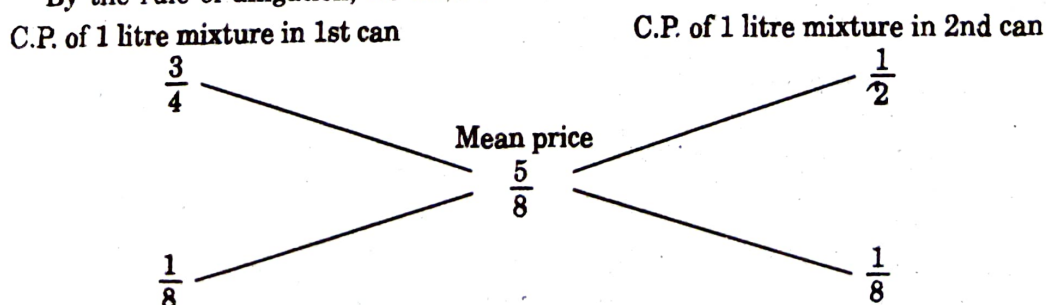 C.P. of 1 litre mixture in 1st can C.P. of 1 litre mixture in 2nd can
3/4 1/2
Mean price
5/8
1/8 1/8